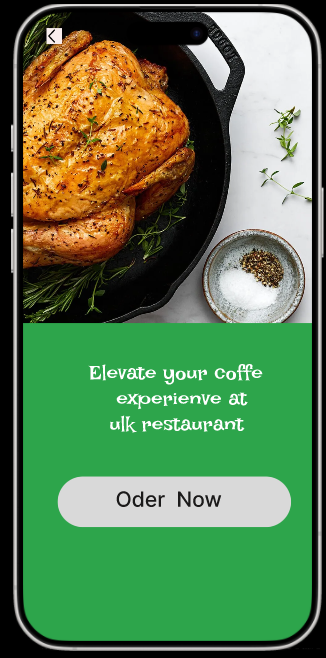 Elevate your coffe
experienve at
ulk restaurant
Oder Now